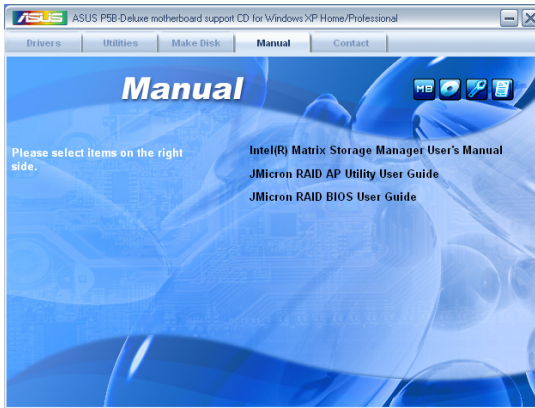 ASUS ASUS P5B-Deluxe motherboard support CD for Windows XP Home/Professional
Drivers Utilities Make Disk Manual Contact
Manual
MB
Please select items on the right
side.
Intel(R) Matrix Storage Manager User's Manual
JMicron RAID AP Utility User Guide
JMicron RAID BIOS User Guide